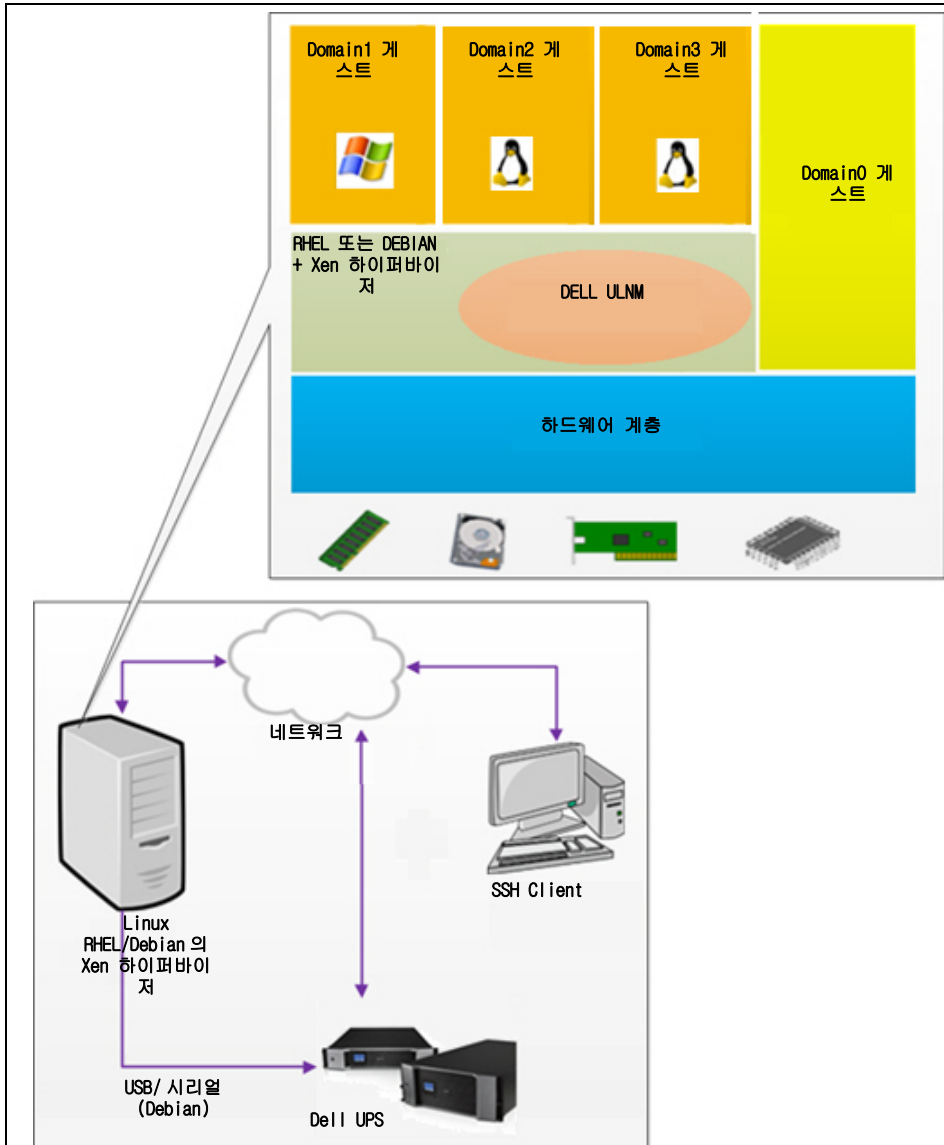 Domain1 게
스트
Domain2 게
스트
Domain3 게
스트
Domain0 게
스트
RHEL 또는 DEBIAN
+ Xen 하이퍼바이
저
DELL ULNM
하드웨어 계층
네트워크
SSH Client
Linux
RHEL/Debian 의
Xen 하이퍼바이
저
USB/ 시리얼
(Debian)
Dell UPS